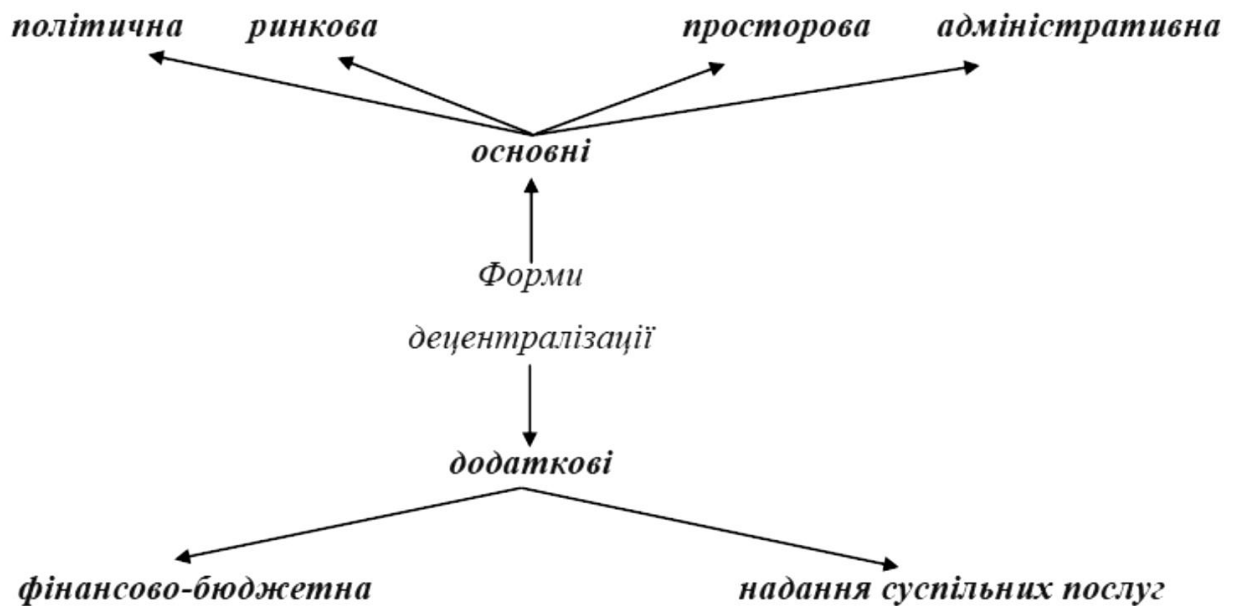 політична ринкова просторова адміністративна
основні
Форми
децентралізації
додаткові
фінансово-бюджетна надання суспільних послуг